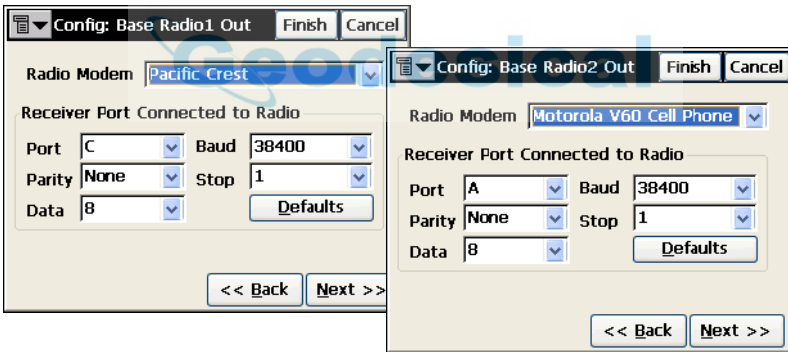 Config: Base Radio1 Out Finish Cancel
Geodesical
Radio Modem Pacific Crest
Receiver Port Connected to Radio
Port C Baud 38400
Parity None Stop 1
Data 8 Defaults
<< Back Next >>
Config: Base Radio2 Out Finish Cancel
Radio Modem Motorola V60 Cell Phone
Receiver Port Connected to Radio
Port A Baud 38400
Parity None Stop 1
Data 8 Defaults
<< Back Next >>